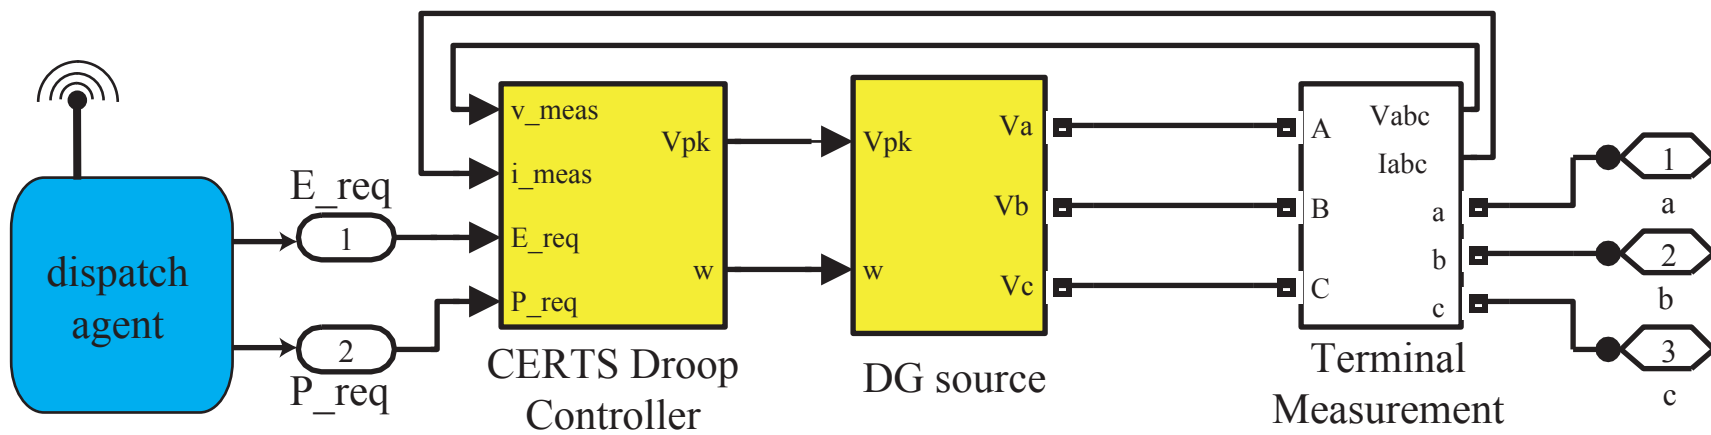 dispatch
agent
E_req
1
2
P_req
v_meas
i_meas
E_req
P_req
Vpk
w
CERTS Droop
Controller
Vpk
w
Va
Vb
Vc
DG source
A
B
C
Vabc
Iabc
a
b
c
Terminal
Measurement
1
a
2
b
3
c